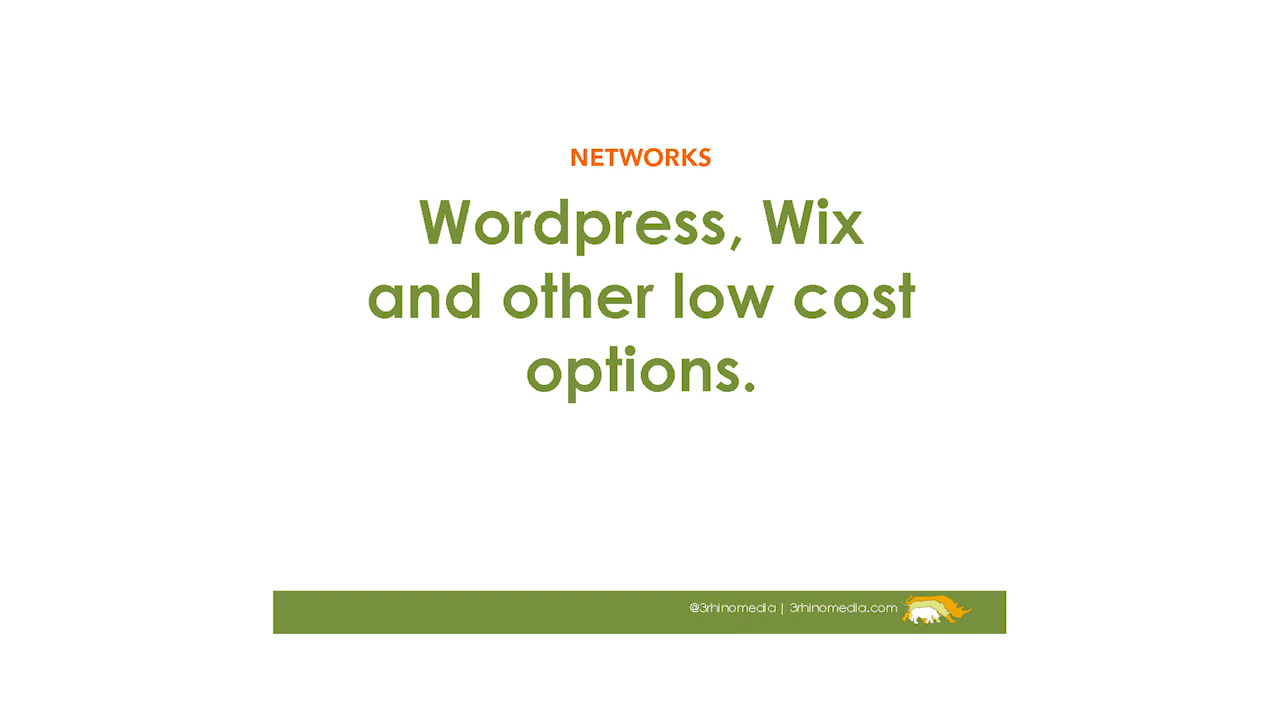 NETWORKS
Wordpress, Wix
and other low cost
options.
@3rhinomedia | 3rhinomedia.com